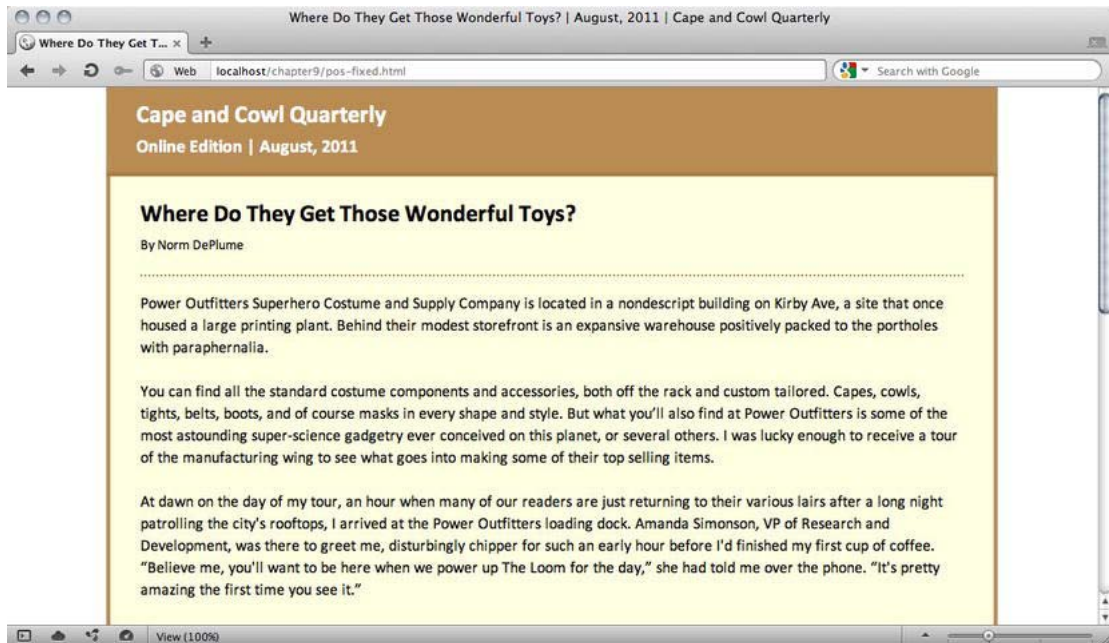 Where Do They Get Those Wonderful Toys? | August, 2011 | Cape and Cowl Quarterly
Where Do They Get T...
Web localhost/chapter9/pos-fixed.html
Search with Google
Cape and Cowl Quarterly
Online Edition | August, 2011
Where Do They Get Those Wonderful Toys?
By Norm DePlume
Power Outfitters Superhero Costume and Supply Company is located in a nondescript building on Kirby Ave, a site that once
housed a large printing plant. Behind their modest storefront is an expansive warehouse positively packed to the portholes
with paraphernalia.
You can find all the standard costume components and accessories, both off the rack and custom tailored. Capes, cowls,
tights, belts, boots, and of course masks in every shape and style. But what you’ll also find at Power Outfitters is some of the
most astounding super-science gadgetry ever conceived on this planet, or several others. I was lucky enough to receive a tour
of the manufacturing wing to see what goes into making some of their top selling items.
At dawn on the day of my tour, an hour when many of our readers are just returning to their various lairs after a long night
patrolling the city's rooftops, I arrived at the Power Outfitters loading dock. Amanda Simonson, VP of Research and
Development, was there to greet me, disturbingly chipper for such an early hour before I'd finished my first cup of coffee.
“Believe me, you'll want to be here when we power up The Loom for the day,” she had told me over the phone. “It's pretty
amazing the first time you see it.”
View (100%)